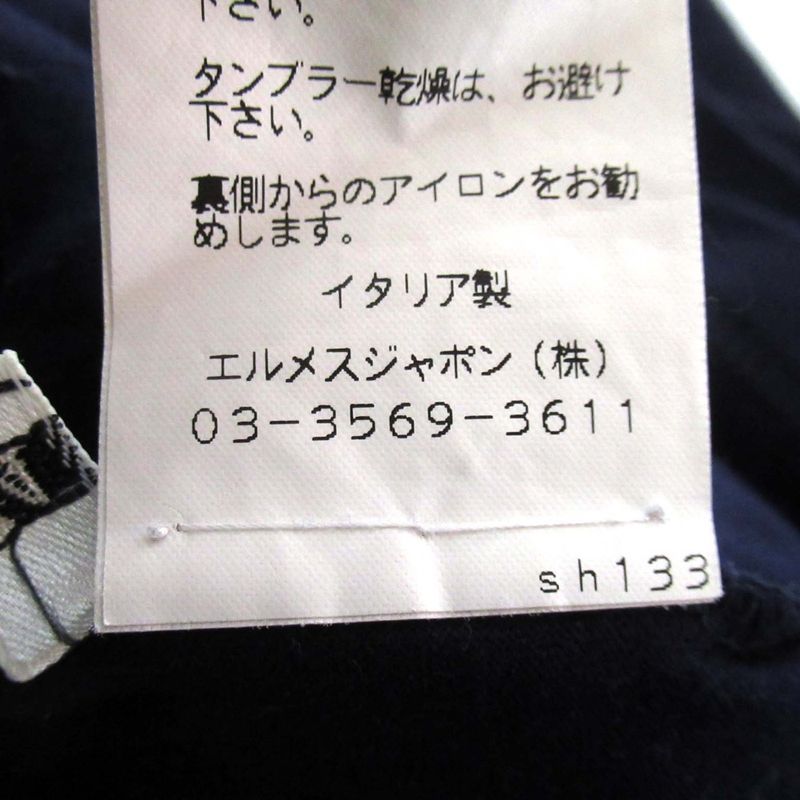 下さい。
タンブラー乾燥は、お避け
下さい。
裏側からのアイロンをお勧
めします。
イタリア製
エルメスジャポン(株)
03-3569-3611
sh133